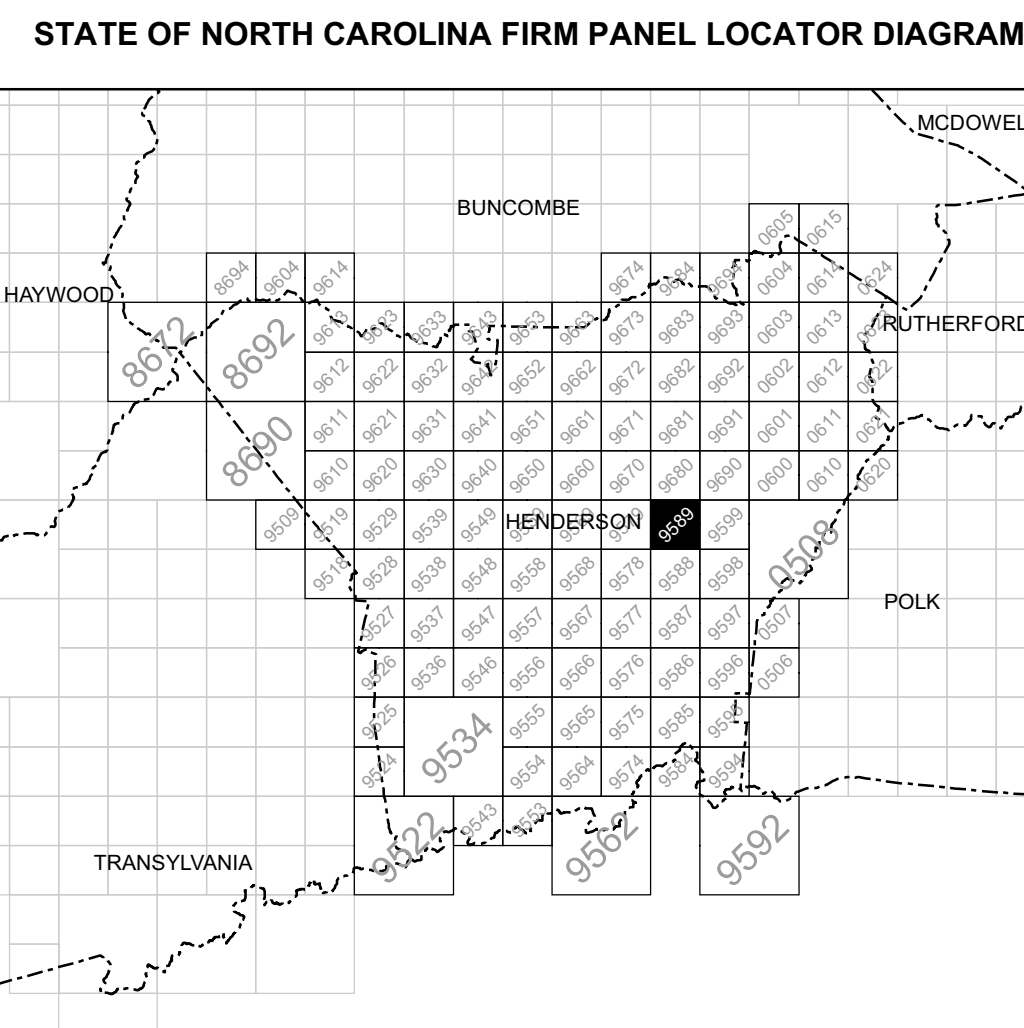 STATE OF NORTH CAROLINA FIRM PANEL LOCATOR DIAGRAM
MCDOWEL
BUNCOMBE
0605 0615
8694 9604 9614 9674 9684 9694 0604 0614 0624
HAYWOOD
8672 8692 9613 9623 9633 9643 9653 9663 9673 9683 9693 0603 0613 0623 RUTHERFORD
9612 9622 9632 9642 9652 9662 9672 9682 9692 0602 0612 0622
8690 9611 9621 9631 9641 9651 9661 9671 9681 9691 0601 0611 0621
9610 9620 9630 9640 9650 9660 9670 9680 9690 0600 0610 0620
9509 9519 9529 9539 9549 HENDERSON 9589 9599
0508
9518 9528 9538 9548 9558 9568 9578 9588 9598
POLK
9527 9537 9547 9557 9567 9577 9587 9597 0507
9526 9536 9546 9556 9566 9576 9586 9596 0506
9525 9534 9555 9565 9575 9585 9595
9524 9554 9564 9574 9584 9594
9522 9543 9553 9562 9592
TRANSYLVANIA